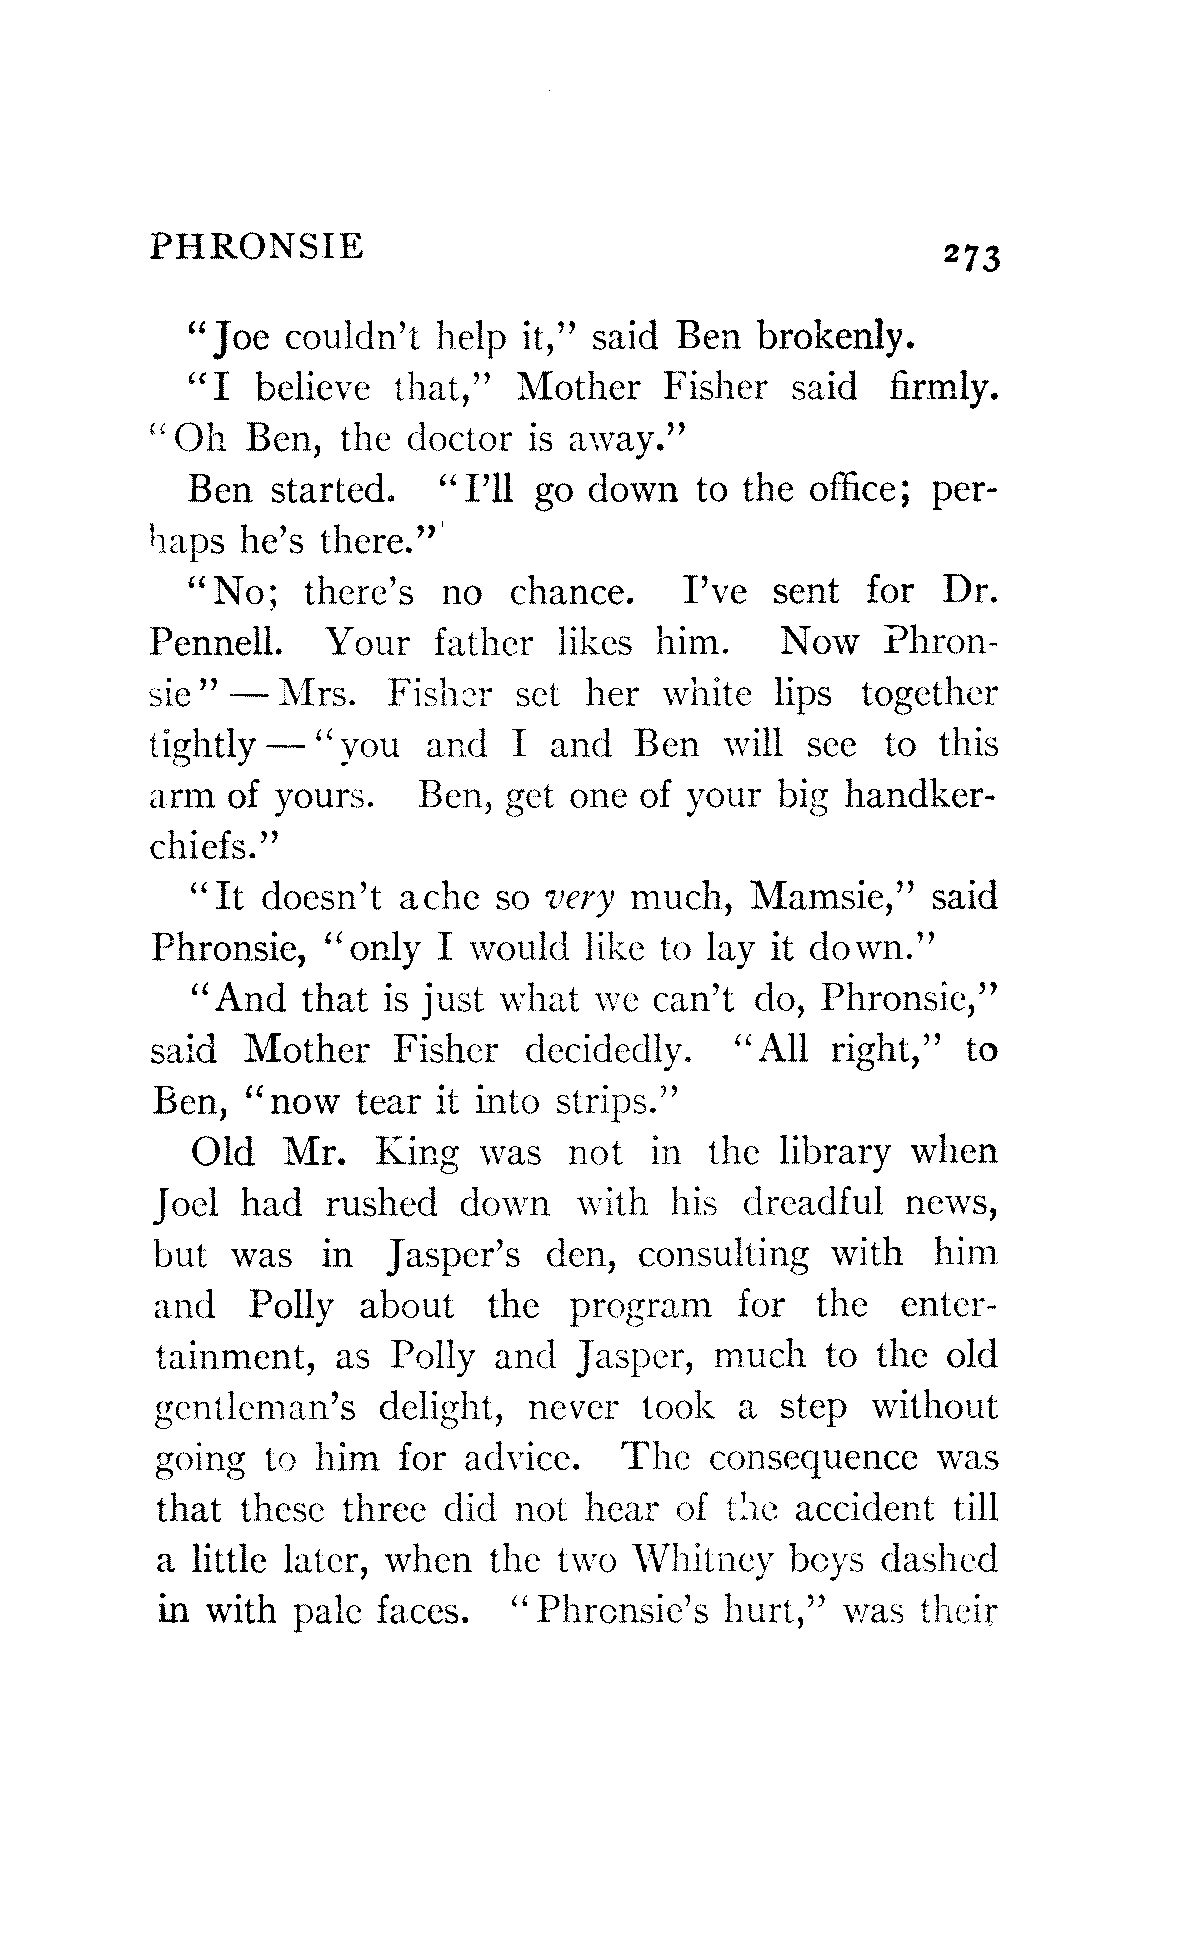 PHRONSIE 273
"Joe couldn't help it," said Ben brokenly.
"I believe that," Mother Fisher said firmly.
"Oh Ben, the doctor is away."
Ben started. "I'll go down to the office; per-
haps he's there."
"No; there's no chance. I've sent for Dr.
Pennell. Your father likes him. Now Phron-
sie" — Mrs. Fisher set her white lips together
tightly — "you and I and Ben will see to this
arm of yours. Ben, get one of your big handker-
chiefs."
"It doesn't ache so very much, Mamsie," said
Phronsie, "only I would like to lay it down."
"And that is just what we can't do, Phronsie,"
said Mother Fisher decidedly. "All right," to
Ben, "now tear it into strips."
Old Mr. King was not in the library when
Joel had rushed down with his dreadful news,
but was in Jasper's den, consulting with him
and Polly about the program for the enter-
tainment, as Polly and Jasper, much to the old
gentleman's delight, never took a step without
going to him for advice. The consequence was
that these three did not hear of the accident till
a little later, when the two Whitney boys dashed
in with pale faces. "Phronsie's hurt," was their